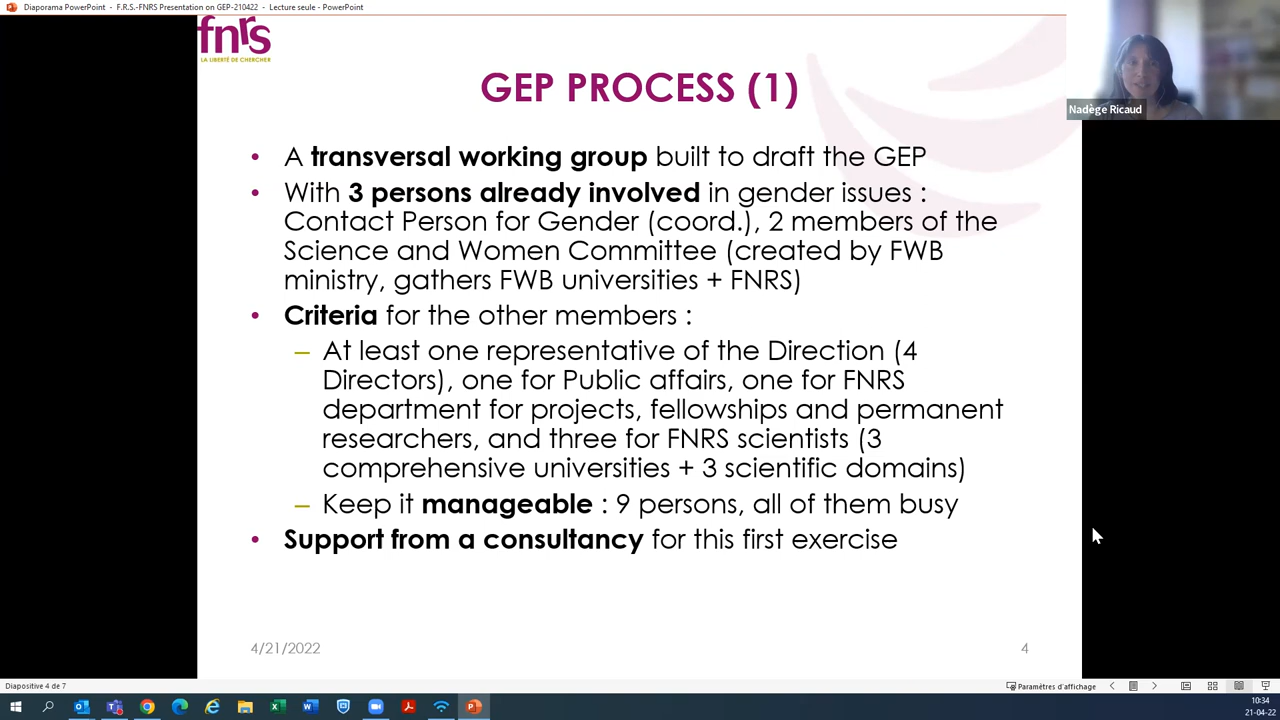 Diaporama PowerPoint - F.R.S.-FNRS Presentation on GEP-210422 - Lecture seule - PowerPoint
fnrs
LA LIBERTÉ DE CHERCHER
GEP PROCESS (1)
Nadège Ricaud
• A transversal working group built to draft the GEP
• With 3 persons already involved in gender issues :
Contact Person for Gender (coord.), 2 members of the
Science and Women Committee (created by FWB
ministry, gathers FWB universities + FNRS)
• Criteria for the other members :
– At least one representative of the Direction (4
Directors), one for Public affairs, one for FNRS
department for projects, fellowships and permanent
researchers, and three for FNRS scientists (3
comprehensive universities + 3 scientific domains)
– Keep it manageable : 9 persons, all of them busy
• Support from a consultancy for this first exercise
4/21/2022
4
Diapositive 4 de 7
Paramètres d'affichage
10:34
21-04-22